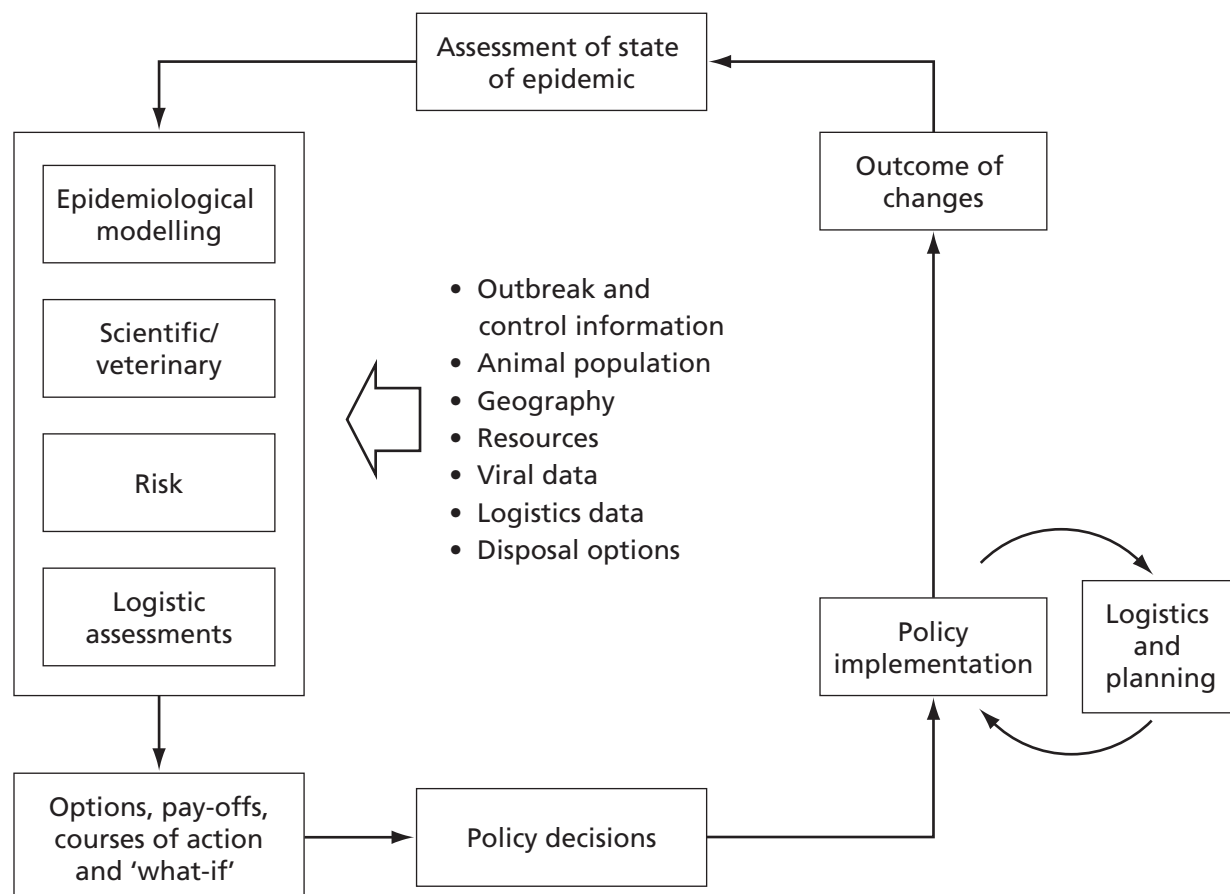 Assessment of state
of epidemic
Outcome of
changes
Epidemiological
modelling
Scientific/
veterinary
Risk
Logistic
assessments
• Outbreak and
control information
• Animal population
• Geography
• Resources
• Viral data
• Logistics data
• Disposal options
Policy
implementation
Logistics
and
planning
Options, pay-offs,
courses of action
and ‘what-if’
Policy decisions